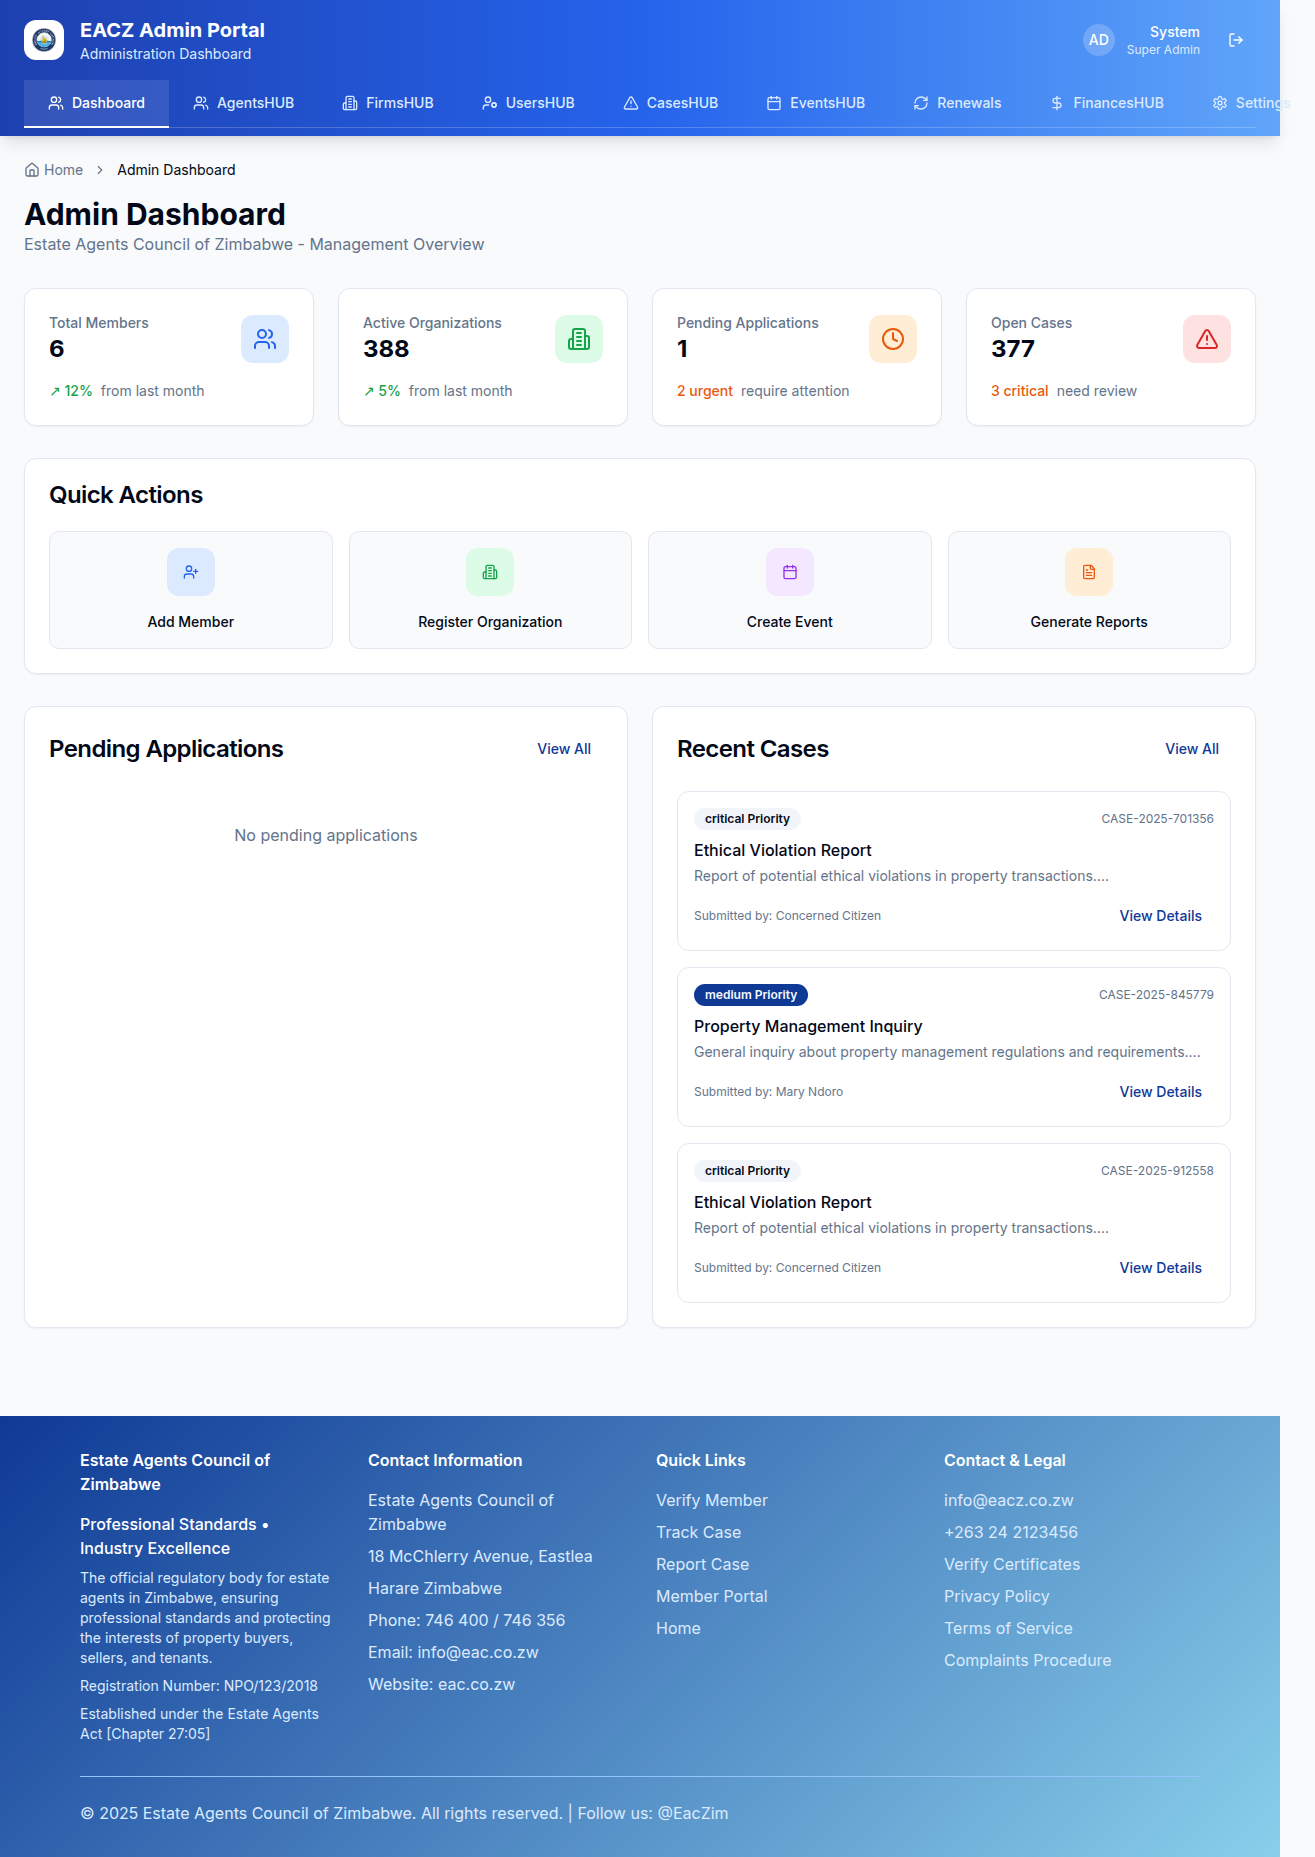 EACZ Admin Portal
Administration Dashboard
AD
System
Super Admin
Dashboard
AgentsHUB
FirmsHUB
UsersHUB
CasesHUB
EventsHUB
Renewals
FinancesHUB
Settings
Home > Admin Dashboard
Admin Dashboard
Estate Agents Council of Zimbabwe - Management Overview
Total Members
6
↗ 12% from last month
Active Organizations
388
↗ 5% from last month
Pending Applications
1
2 urgent require attention
Open Cases
377
3 critical need review
Quick Actions
Add Member
Register Organization
Create Event
Generate Reports
Pending Applications
View All
No pending applications
Recent Cases
View All
critical Priority
CASE-2025-701356
Ethical Violation Report
Report of potential ethical violations in property transactions....
Submitted by: Concerned Citizen
View Details
medium Priority
CASE-2025-845779
Property Management Inquiry
General inquiry about property management regulations and requirements....
Submitted by: Mary Ndoro
View Details
critical Priority
CASE-2025-912558
Ethical Violation Report
Report of potential ethical violations in property transactions....
Submitted by: Concerned Citizen
View Details
Estate Agents Council of
Zimbabwe
Professional Standards •
Industry Excellence
The official regulatory body for estate
agents in Zimbabwe, ensuring
professional standards and protecting
the interests of property buyers,
sellers, and tenants.
Registration Number: NPO/123/2018
Established under the Estate Agents
Act [Chapter 27:05]
Contact Information
Estate Agents Council of
Zimbabwe
18 McChlerry Avenue, Eastlea
Harare Zimbabwe
Phone: 746 400 / 746 356
Email: info@eac.co.zw
Website: eac.co.zw
Quick Links
Verify Member
Track Case
Report Case
Member Portal
Home
Contact & Legal
info@eacz.co.zw
+263 24 2123456
Verify Certificates
Privacy Policy
Terms of Service
Complaints Procedure
© 2025 Estate Agents Council of Zimbabwe. All rights reserved. | Follow us: @EacZim